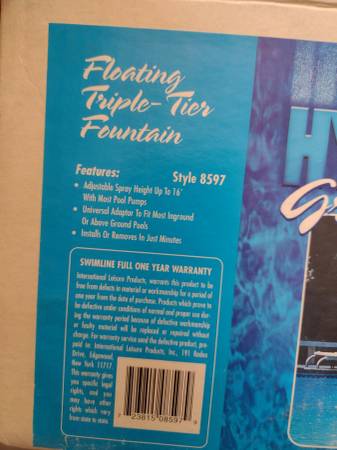 Floating
Triple-Tier
Fountain
Features:
Style 8597
• Adjustable Spray Height Up To 16'
With Most Pool Pumps
• Universal Adaptor To Fit Most Inground
Or Above Ground Pools
• Installs Or Removes In Just Minutes
SWIMLINE FULL ONE YEAR WARRANTY
International Leisure Products, warrants this product to be
free from defects in material or workmanship for a period of
one year from the date of purchase. Products which prove to
be defective under conditions of normal and proper use dur-
ing the warranty period because of defective workmanship
or faulty material will be replaced or repaired without
charge. For warranty service send the defective product, pre-
paid to: International Leisure Products, Inc., 191 Rodeo
Drive, Edgewood,
New York 11717.
This warranty gives
you specific legal
rights, and you
may have other
rights which vary
from state to state.
7 23815 08597 9